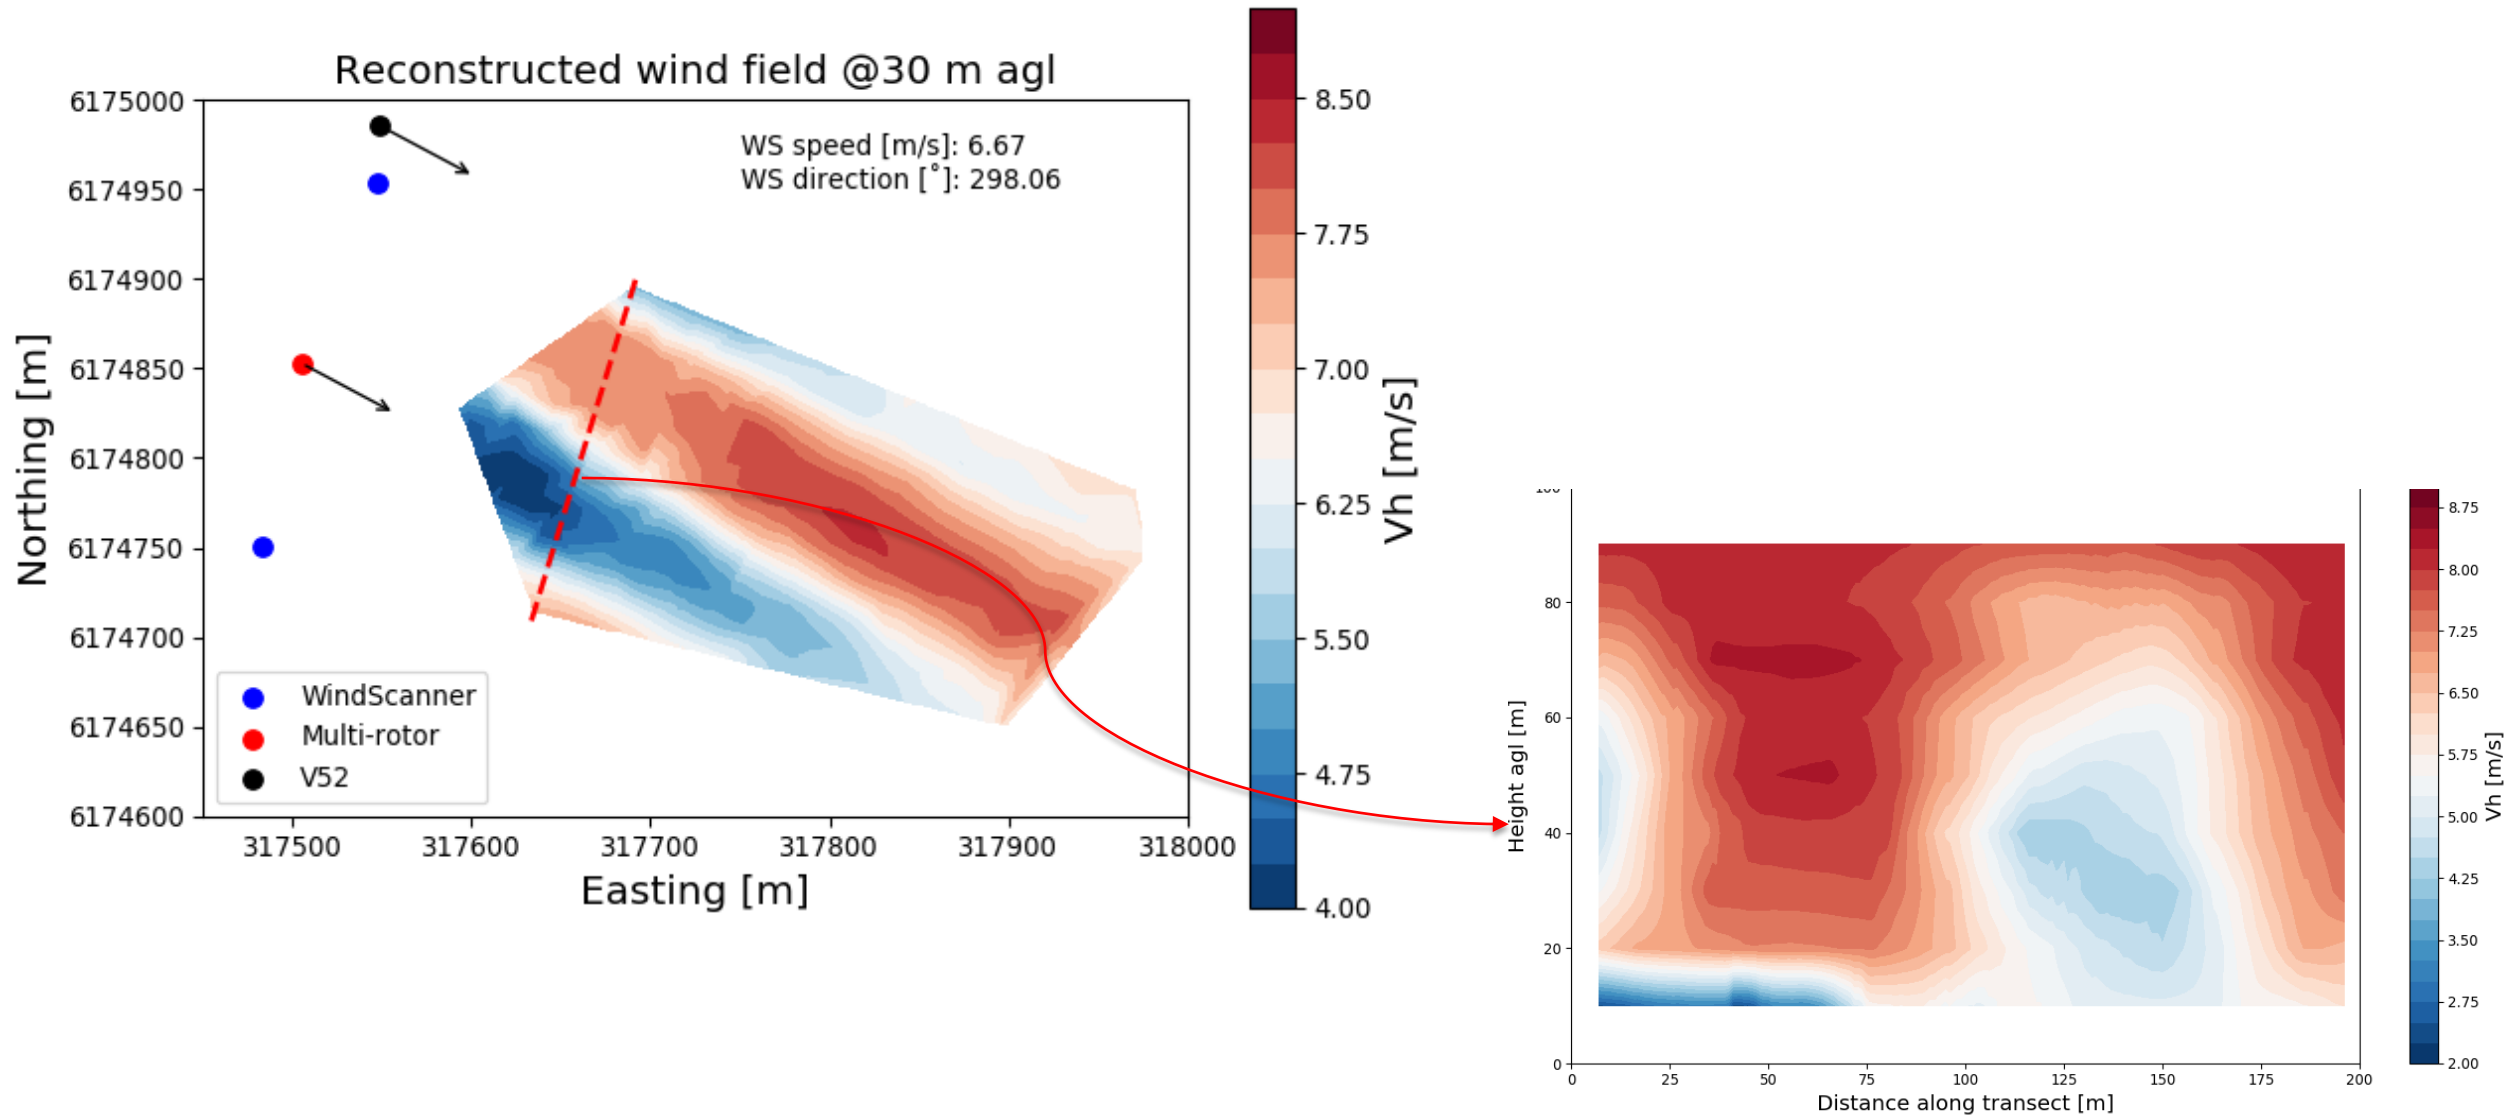 Reconstructed wind field @30 m agl
WS speed [m/s]: 6.67
WS direction [°]: 298.06
6175000
6174950
6174900
6174850
6174800
6174750
6174700
6174650
6174600
Northing [m]
WindScanner
Multi-rotor
V52
317500 317600 317700 317800 317900 318000
Easting [m]
8.50
7.75
7.00
6.25
5.50
4.75
4.00
Vh [m/s]
100
80
60
40
20
0
Height agl [m]
0 25 50 75 100 125 150 175 200
Distance along transect [m]
8.75
8.00
7.25
6.50
5.75
5.00
4.25
3.50
2.75
2.00
Vh [m/s]